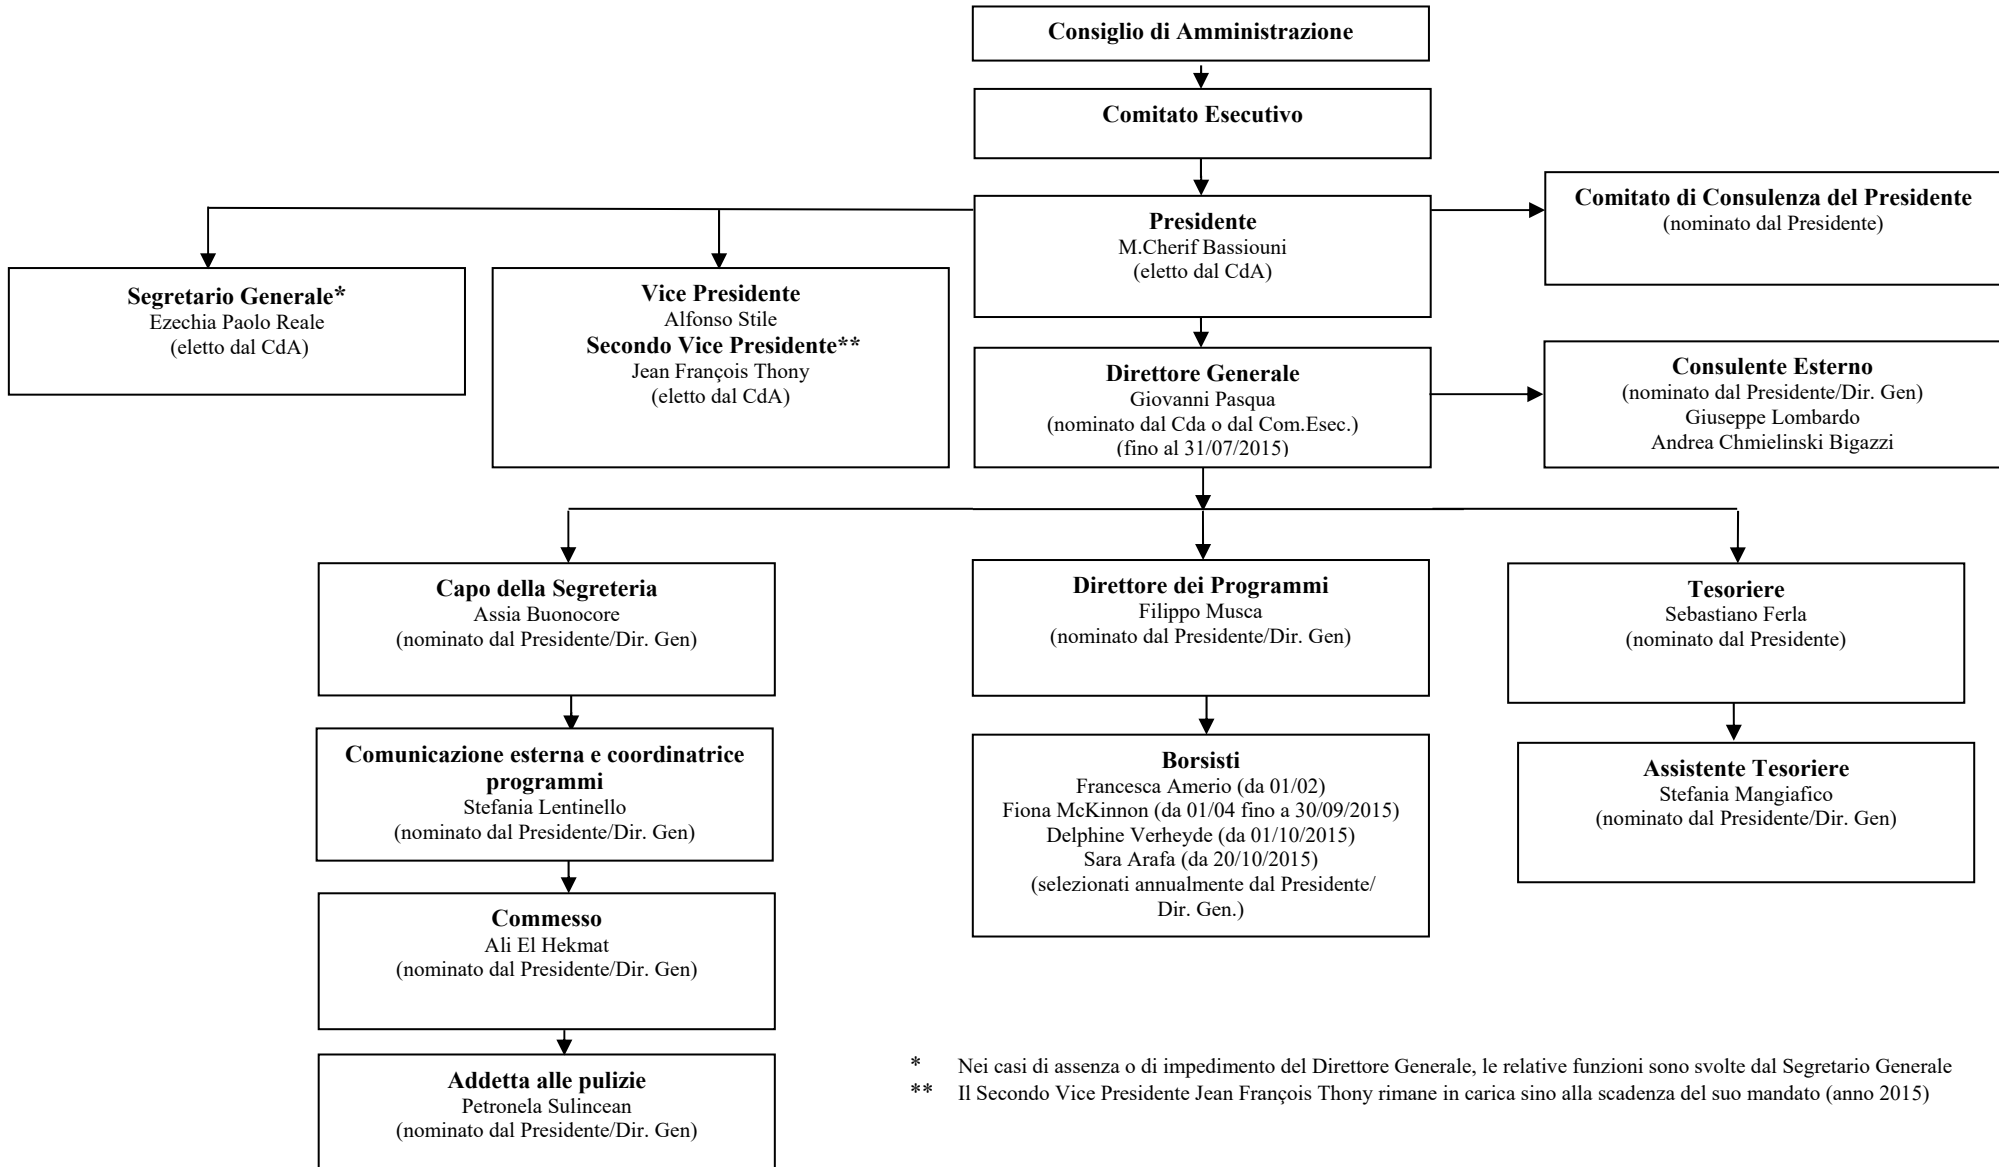 Consiglio di Amministrazione
Comitato Esecutivo
Presidente
M.Cherif Bassiouni
(eletto dal CdA)
Comitato di Consulenza del Presidente
(nominato dal Presidente)
Segretario Generale*
Ezechia Paolo Reale
(eletto dal CdA)
Vice Presidente
Alfonso Stile
Secondo Vice Presidente**
Jean François Thony
(eletto dal CdA)
Direttore Generale
Giovanni Pasqua
(nominato dal Cda o dal Com.Esec.)
(fino al 31/07/2015)
Consulente Esterno
(nominato dal Presidente/Dir. Gen)
Giuseppe Lombardo
Andrea Chmielinski Bigazzi
Capo della Segreteria
Assia Buonocore
(nominato dal Presidente/Dir. Gen)
Direttore dei Programmi
Filippo Musca
(nominato dal Presidente/Dir. Gen)
Tesoriere
Sebastiano Ferla
(nominato dal Presidente)
Comunicazione esterna e coordinatrice
programmi
Stefania Lentinello
(nominato dal Presidente/Dir. Gen)
Borsisti
Francesca Amerio (da 01/02)
Fiona McKinnon (da 01/04 fino a 30/09/2015)
Delphine Verheyde (da 01/10/2015)
Sara Arafa (da 20/10/2015)
(selezionati annualmente dal Presidente/
Dir. Gen.)
Assistente Tesoriere
Stefania Mangiafico
(nominato dal Presidente/Dir. Gen)
Commesso
Ali El Hekmat
(nominato dal Presidente/Dir. Gen)
Addetta alle pulizie
Petronela Sulincean
(nominato dal Presidente/Dir. Gen)
* Nei casi di assenza o di impedimento del Direttore Generale, le relative funzioni sono svolte dal Segretario Generale
** Il Secondo Vice Presidente Jean François Thony rimane in carica sino alla scadenza del suo mandato (anno 2015)